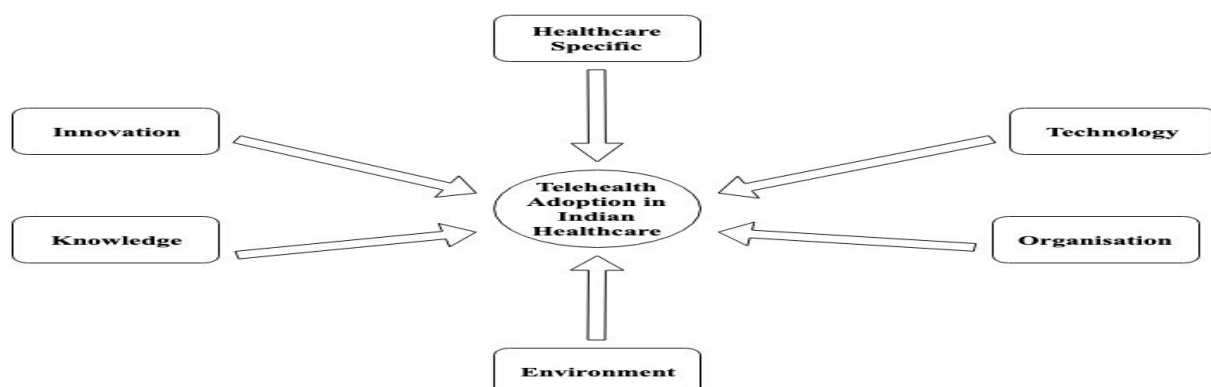 Healthcare
Specific
Innovation
Technology
Telehealth
Adoption in
Indian
Healthcare
Knowledge
Organisation
Environment